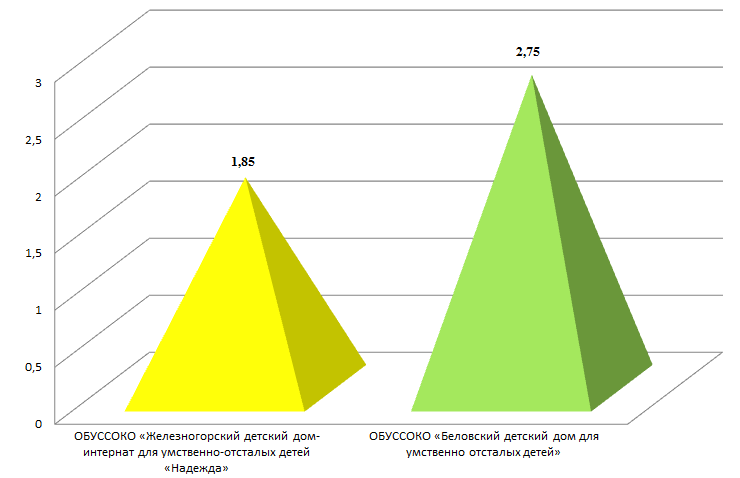 2,75
3
2,5
1,85
2
1,5
1
0,5
0
ОБУССОКО «Железногорский детский дом-
интернат для умственно-отсталых детей
«Надежда»
ОБУССОКО «Беловский детский дом для
умственно отсталых детей»